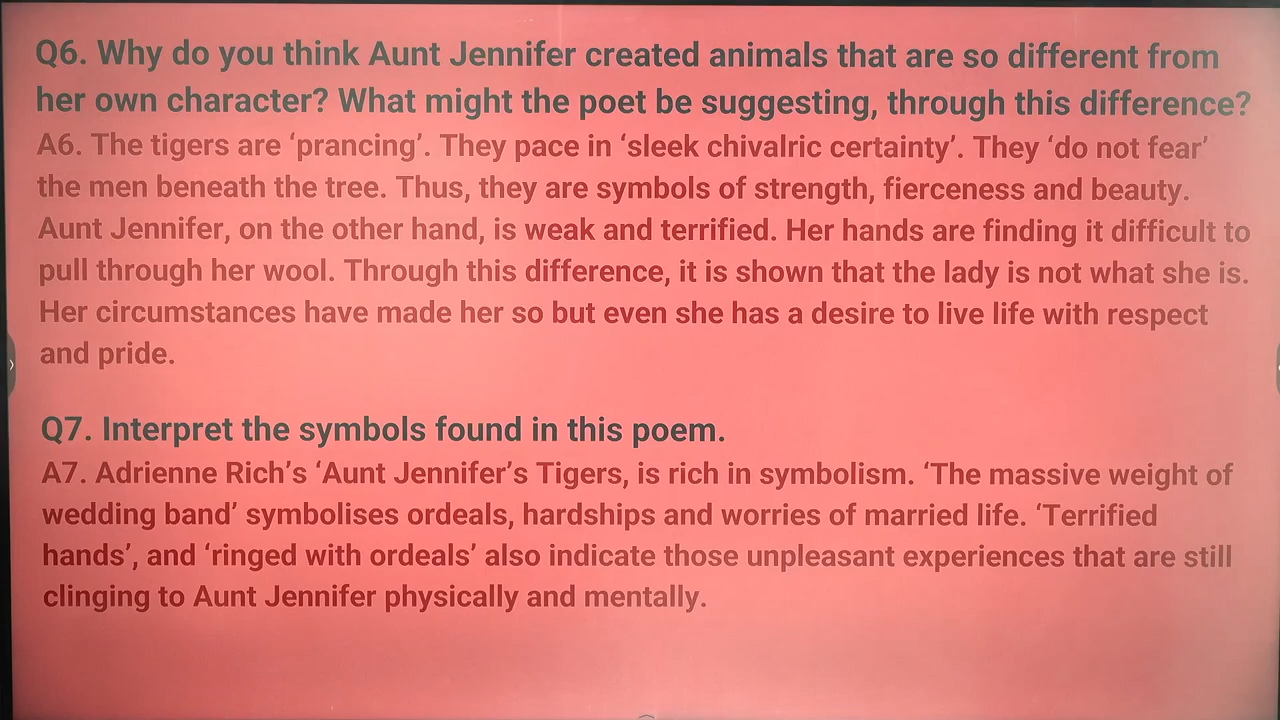 Q6. Why do you think Aunt Jennifer created animals that are so different from
her own character? What might the poet be suggesting, through this difference?
A6. The tigers are ‘prancing’. They pace in ‘sleek chivalric certainty’. They ‘do not fear’
the men beneath the tree. Thus, they are symbols of strength, fierceness and beauty.
Aunt Jennifer, on the other hand, is weak and terrified. Her hands are finding it difficult to
pull through her wool. Through this difference, it is shown that the lady is not what she is.
Her circumstances have made her so but even she has a desire to live life with respect
and pride.
Q7. Interpret the symbols found in this poem.
A7. Adrienne Rich’s ‘Aunt Jennifer’s Tigers, is rich in symbolism. ‘The massive weight of
wedding band’ symbolises ordeals, hardships and worries of married life. ‘Terrified
hands’, and ‘ringed with ordeals’ also indicate those unpleasant experiences that are still
clinging to Aunt Jennifer physically and mentally.